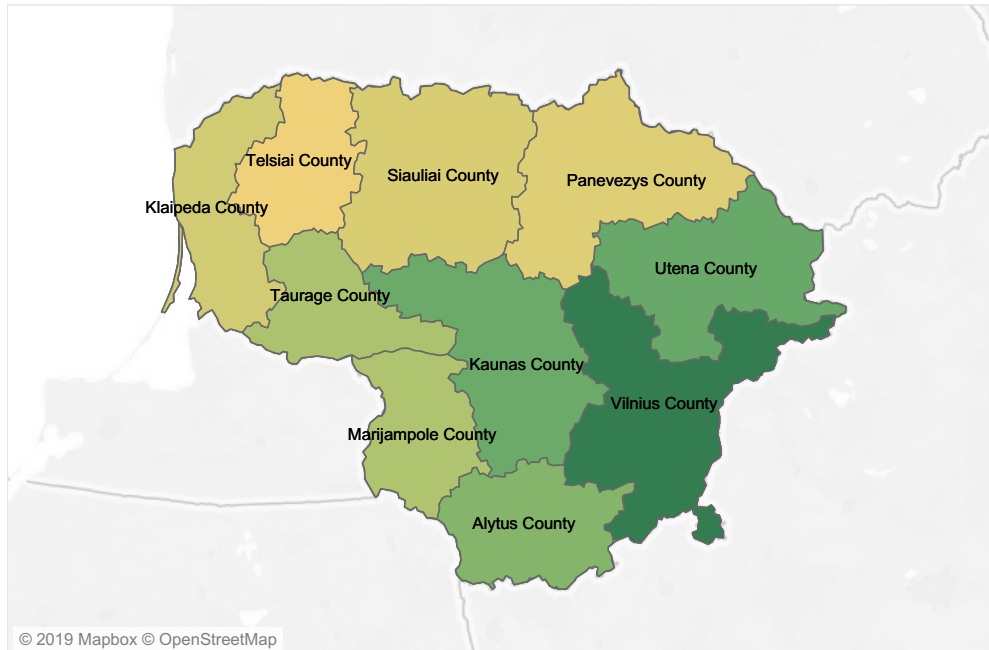 Telsiai County
Siauliai County
Panevezys County
Klaipeda County
Utena County
Taurage County
Kaunas County
Vilnius County
Marijampole County
Alytus County
© 2019 Mapbox © OpenStreetMap